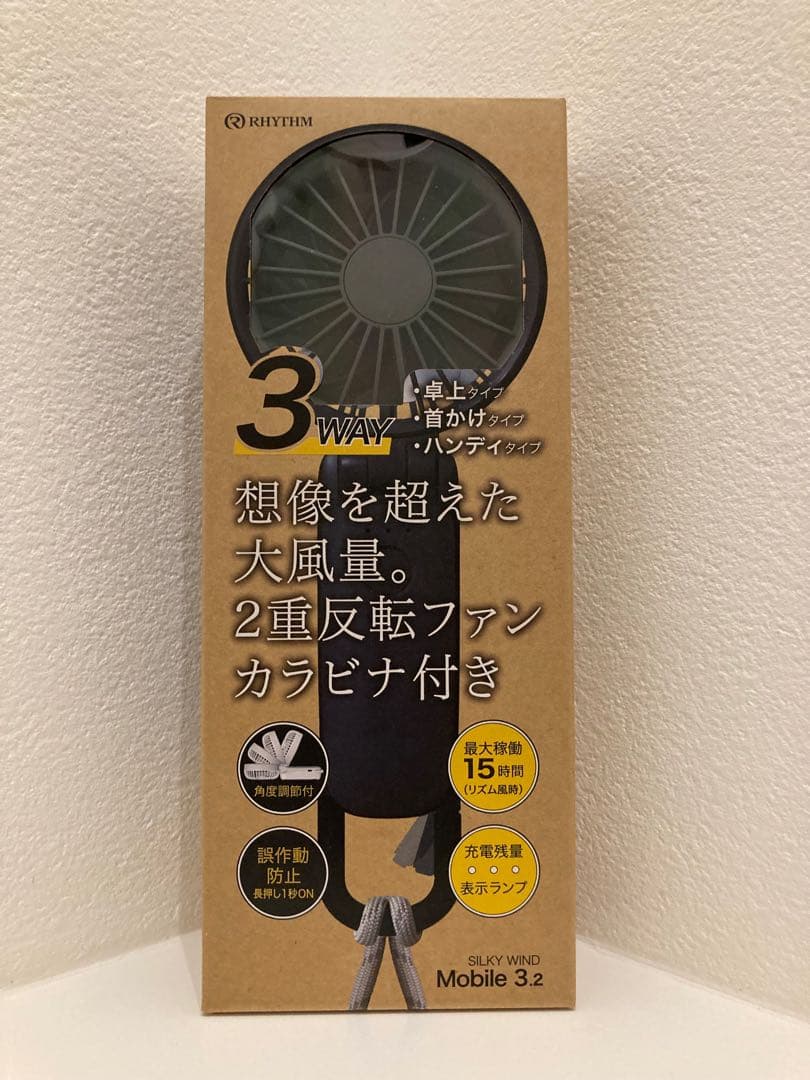 RHYTHM
3WAY
・卓上タイプ
・首かけタイプ
・ハンディタイプ
想像を超えた
大風量。
2重反転ファン
カラビナ付き
角度調節付
最大稼働
15時間
(リズム風時)
誤作動
防止
長押し1秒ON
充電残量
表示ランプ
SILKY WIND
Mobile 3.2